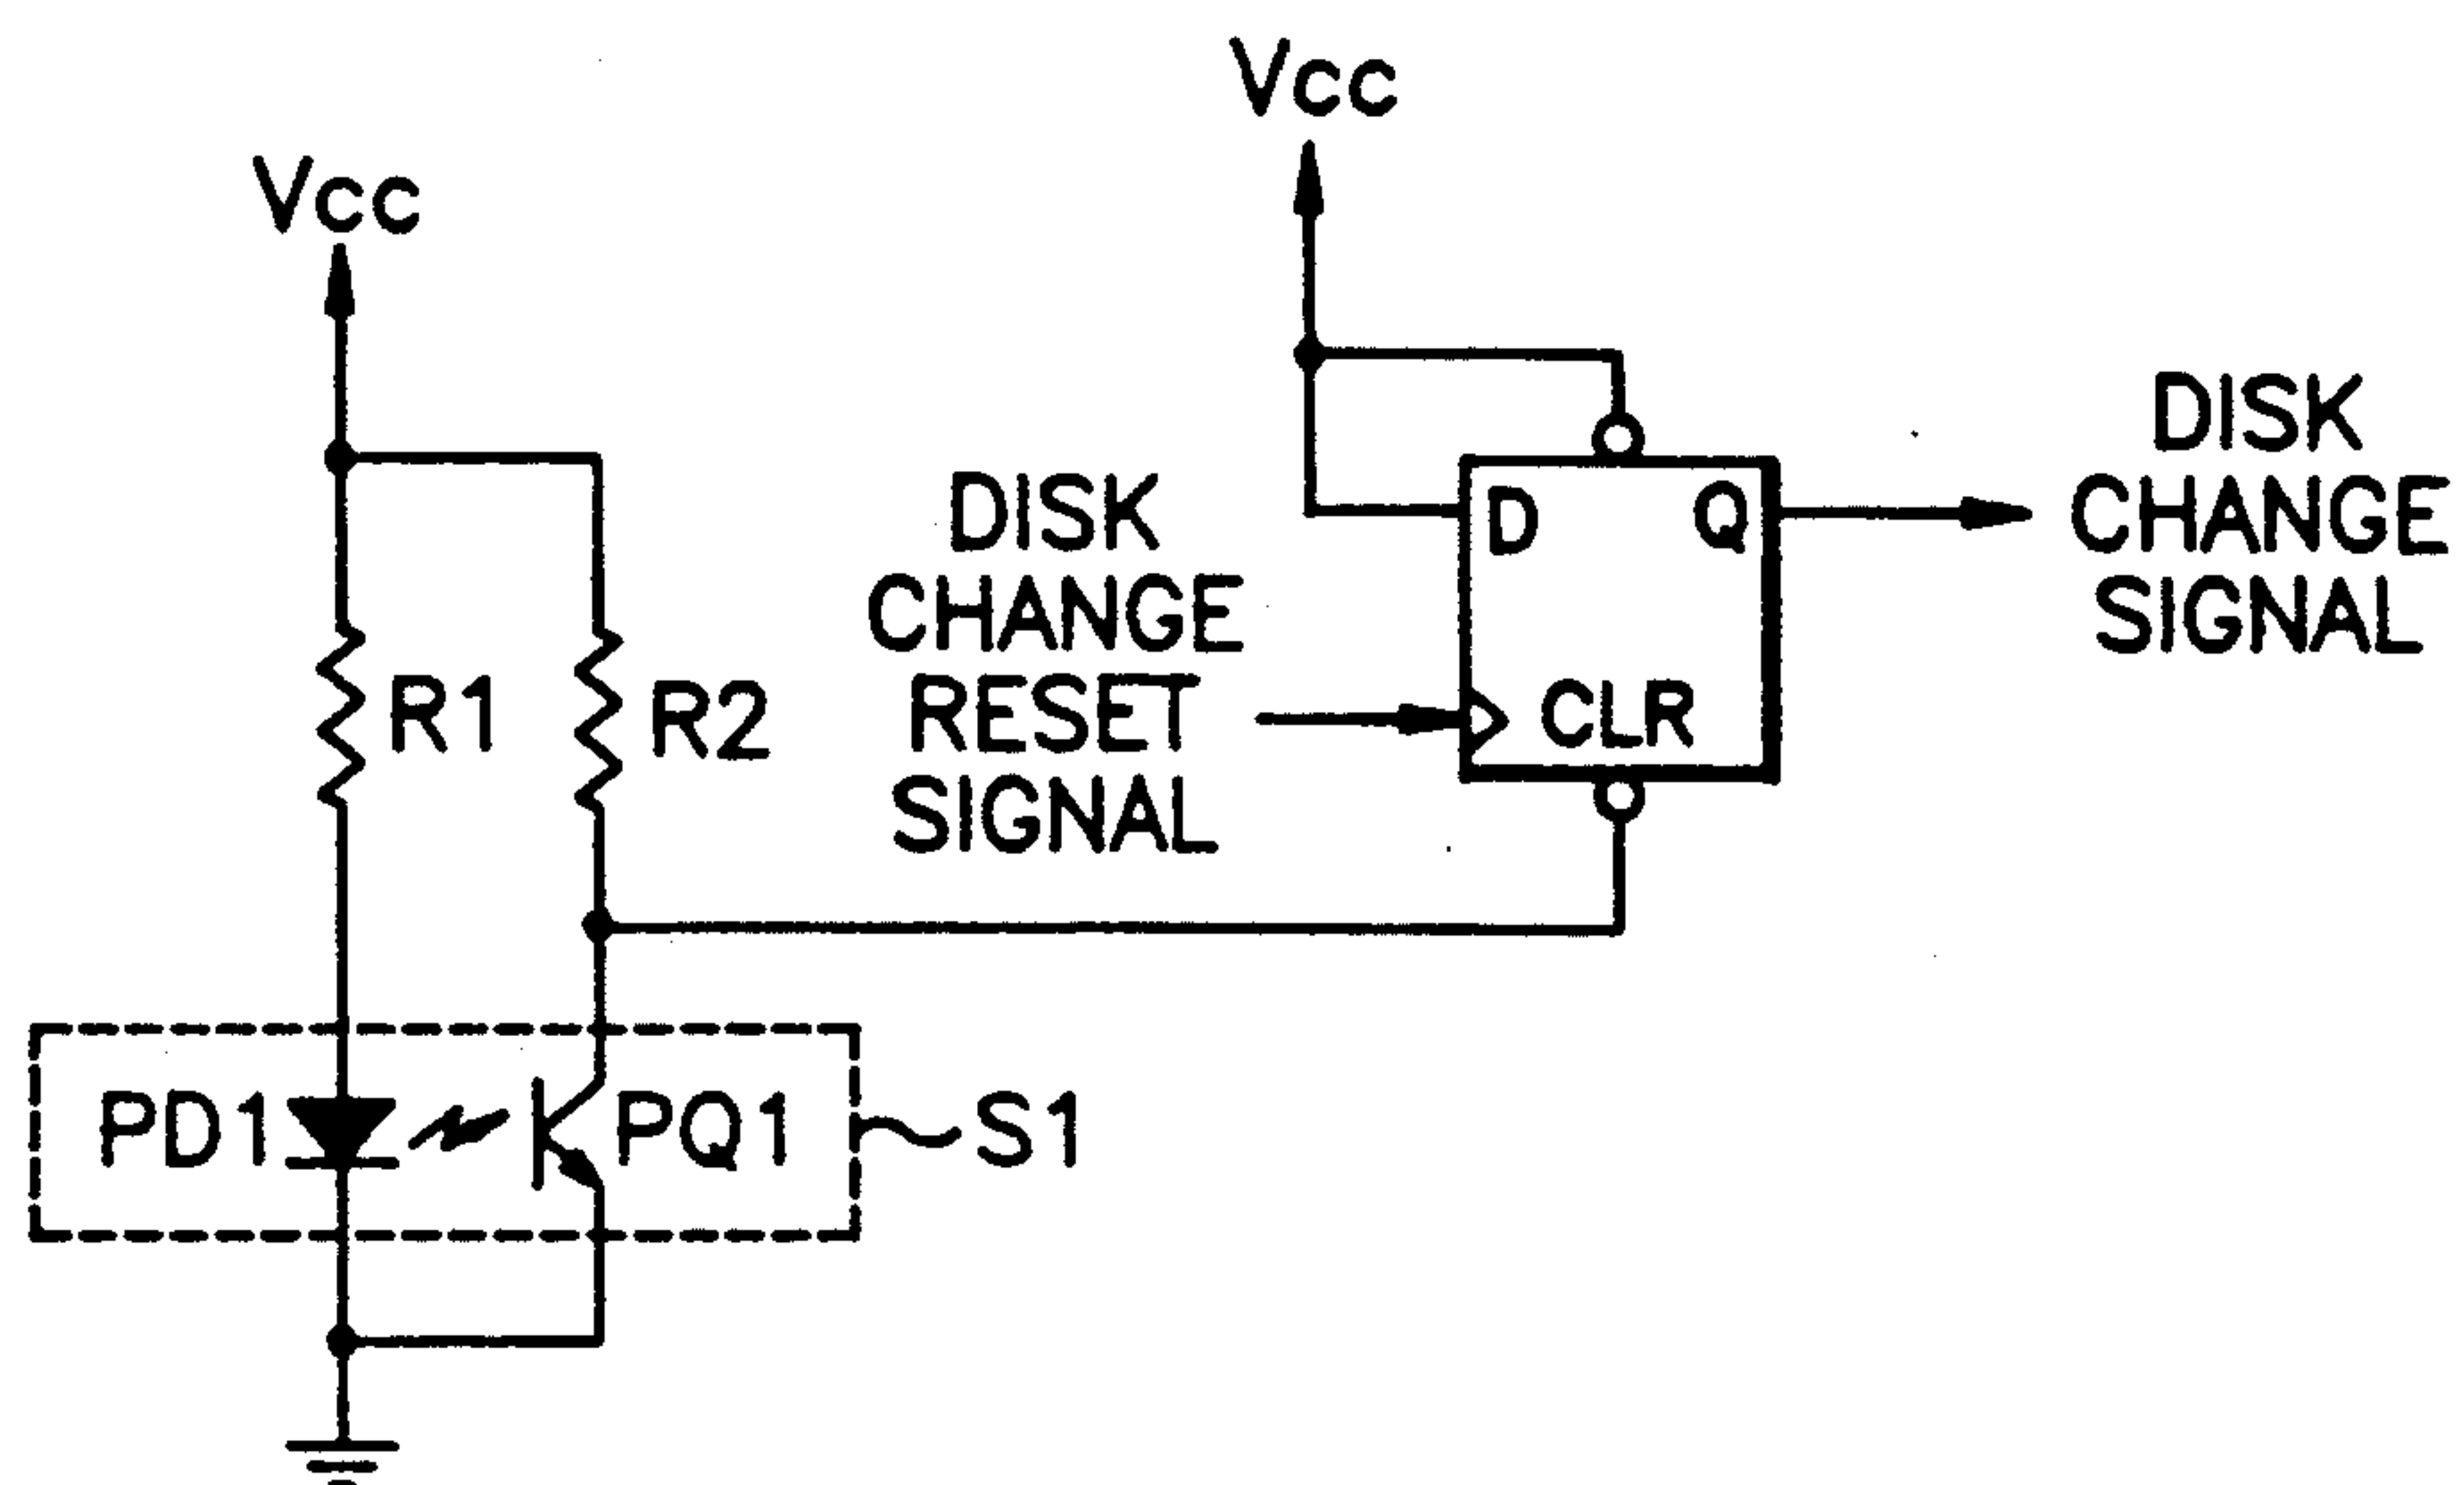 Vcc
Vcc
DISK
CHANGE
SIGNAL
DISK
CHANGE
RESET
SIGNAL
D
Q
CLR
R1
R2
PD1
PQ1
S1